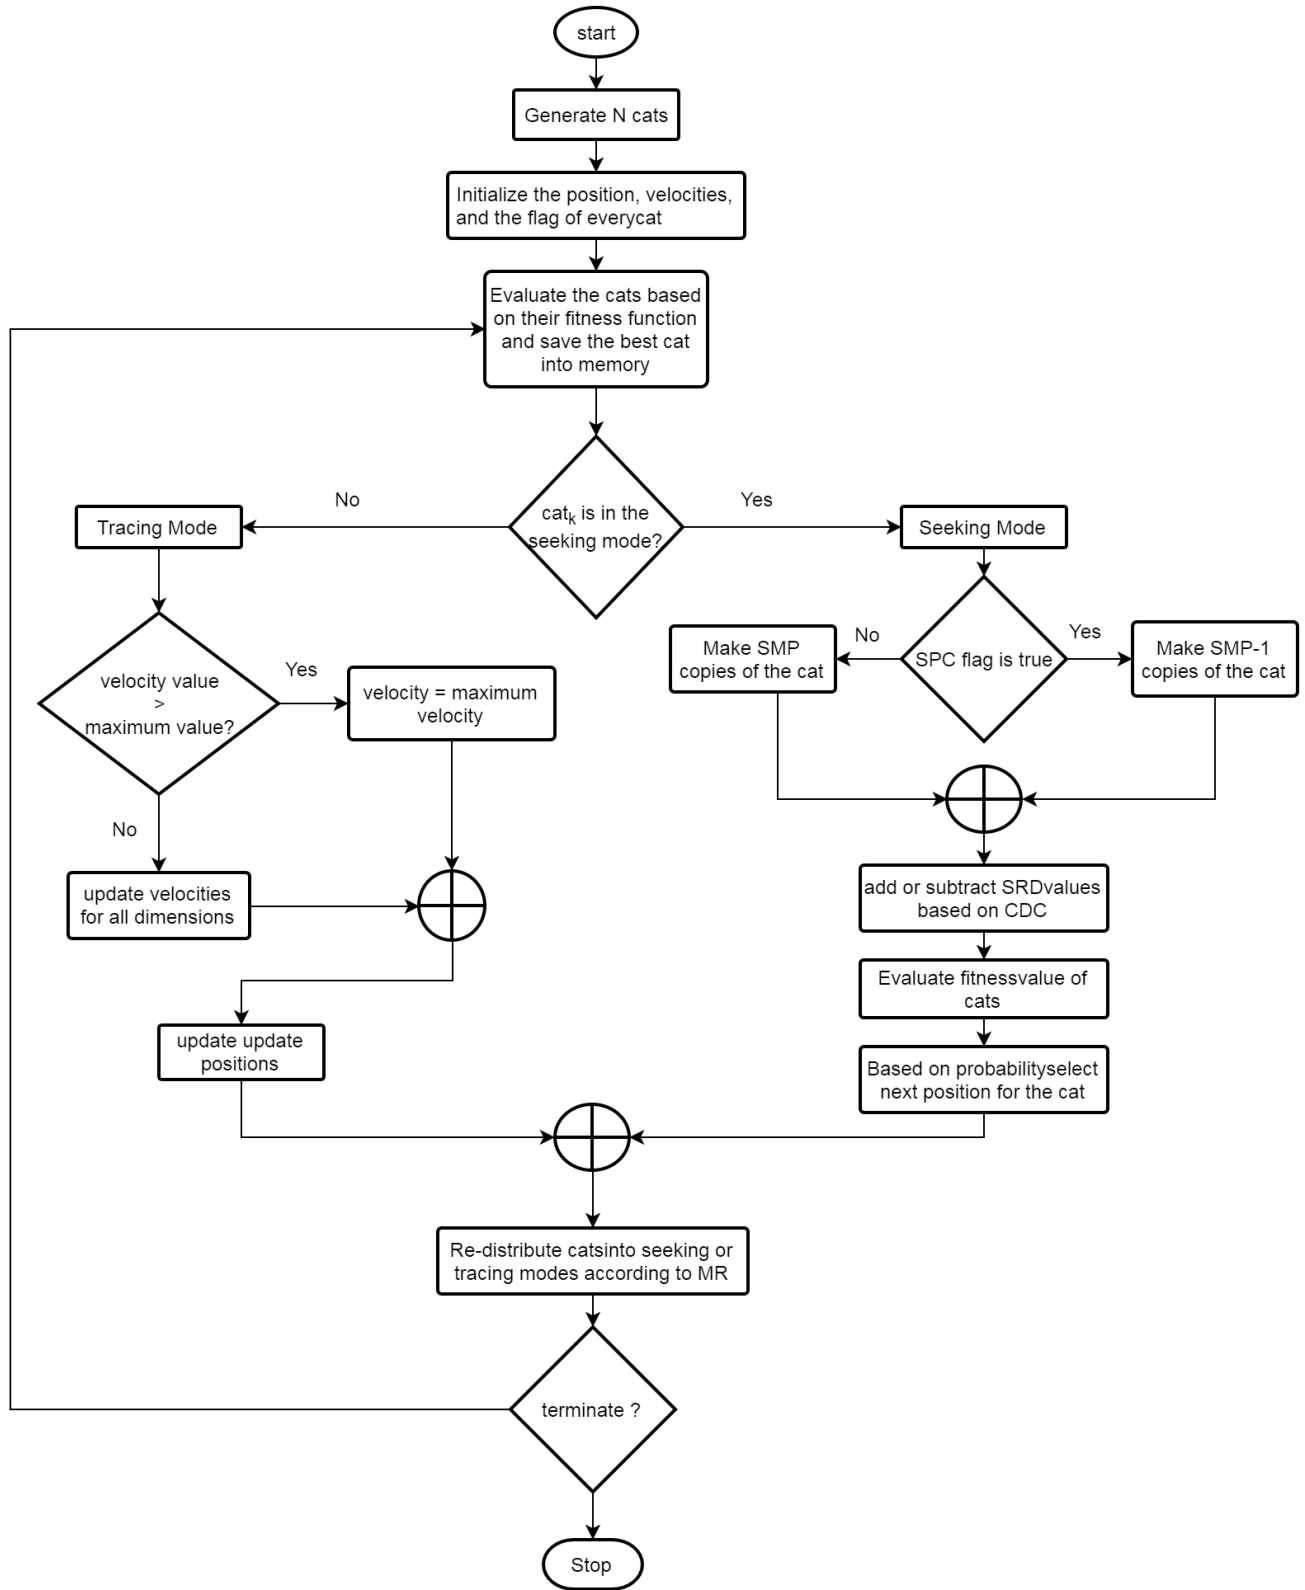 start
Generate N cats
Initialize the position, velocities,
and the flag of everycat
Evaluate the cats based
on their fitness function
and save the best cat
into memory
No
Yes
Tracing Mode
catk is in the
seeking mode?
Seeking Mode
velocity value
>
maximum value?
Yes
velocity = maximum
velocity
Make SMP
copies of the cat
No
SPC flag is true
Yes
Make SMP-1
copies of the cat
No
update velocities
for all dimensions
add or subtract SRDvalues
based on CDC
Evaluate fitnessvalue of
cats
update update
positions
Based on probabilityselect
next position for the cat
Re-distribute catsinto seeking or
tracing modes according to MR
terminate ?
Stop